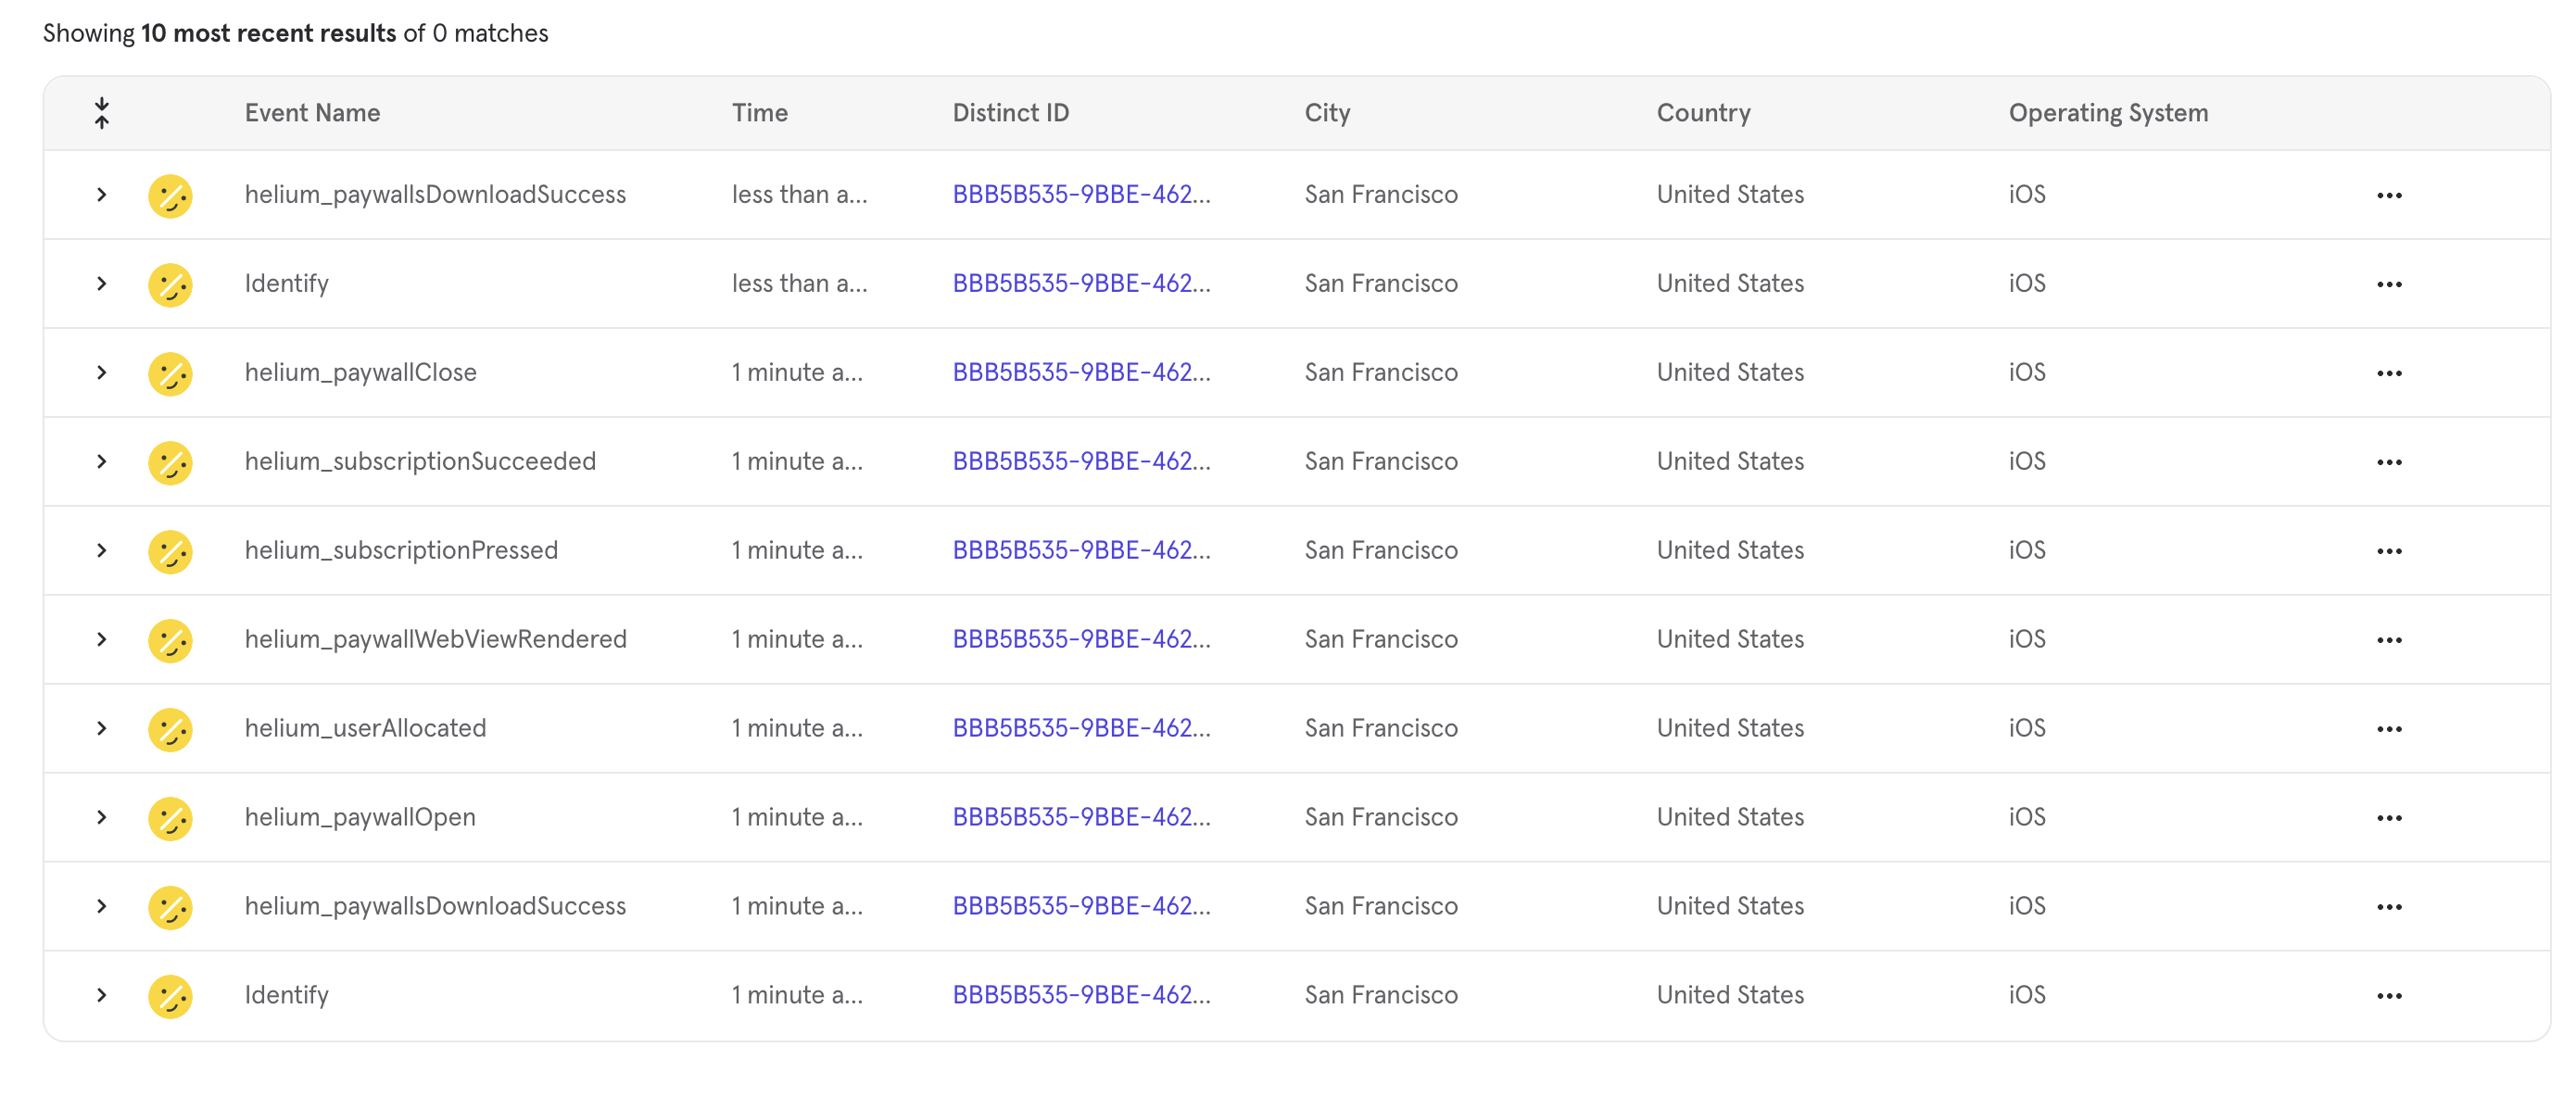 Showing 10 most recent results of 0 matches
Event Name Time Distinct ID City Country Operating System
helium_paywallsDownloadSuccess less than a... BBB5B535-9BBE-462... San Francisco United States iOS
Identify less than a... BBB5B535-9BBE-462... San Francisco United States iOS
helium_paywallClose 1 minute a... BBB5B535-9BBE-462... San Francisco United States iOS
helium_subscriptionSucceeded 1 minute a... BBB5B535-9BBE-462... San Francisco United States iOS
helium_subscriptionPressed 1 minute a... BBB5B535-9BBE-462... San Francisco United States iOS
helium_paywallWebViewRendered 1 minute a... BBB5B535-9BBE-462... San Francisco United States iOS
helium_userAllocated 1 minute a... BBB5B535-9BBE-462... San Francisco United States iOS
helium_paywallOpen 1 minute a... BBB5B535-9BBE-462... San Francisco United States iOS
helium_paywallsDownloadSuccess 1 minute a... BBB5B535-9BBE-462... San Francisco United States iOS
Identify 1 minute a... BBB5B535-9BBE-462... San Francisco United States iOS